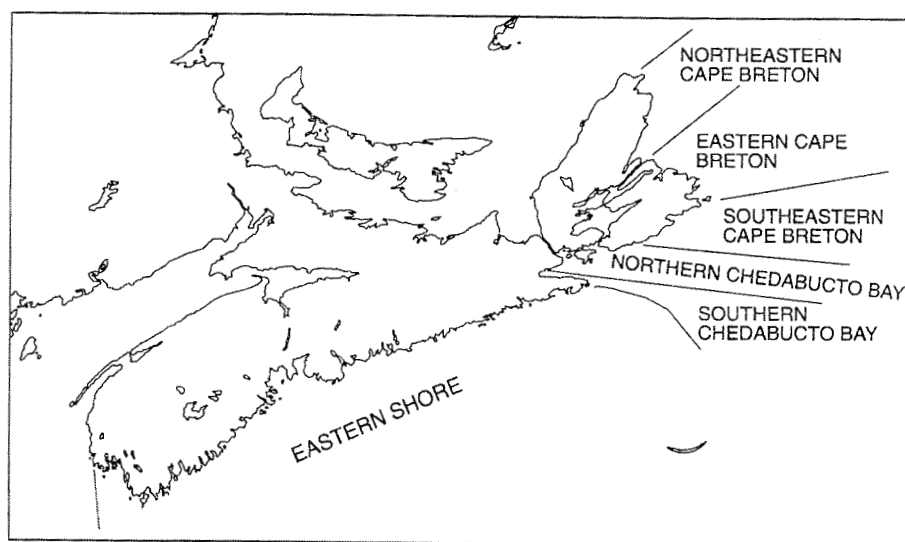 NORTHEASTERN
CAPE BRETON
EASTERN CAPE
BRETON
SOUTHEASTERN
CAPE BRETON
NORTHERN CHEDABUCTO BAY
SOUTHERN
CHEDABUCTO BAY
EASTERN SHORE